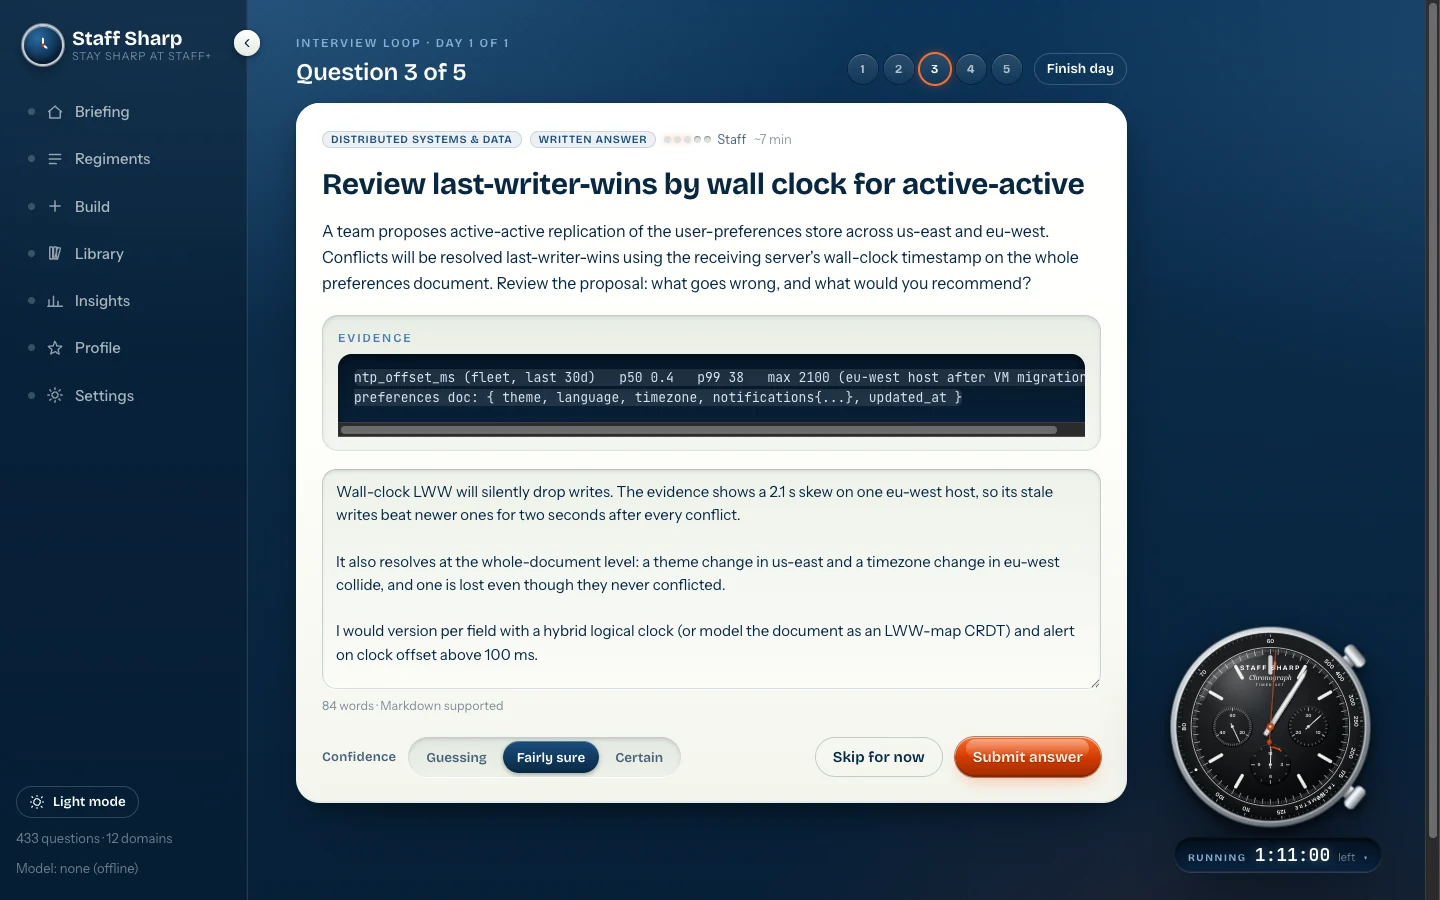 Staff Sharp
STAY SHARP AT STAFF+
Briefing
Regiments
Build
Library
Insights
Profile
Settings
Light mode
433 questions · 12 domains
Model: none (offline)
INTERVIEW LOOP · DAY 1 OF 1
Question 3 of 5
1 2 3 4 5 Finish day
DISTRIBUTED SYSTEMS & DATA WRITTEN ANSWER Staff ~7 min
Review last-writer-wins by wall clock for active-active
A team proposes active-active replication of the user-preferences store across us-east and eu-west.
Conflicts will be resolved last-writer-wins using the receiving server's wall-clock timestamp on the whole
preferences document. Review the proposal: what goes wrong, and what would you recommend?
EVIDENCE
ntp_offset_ms (fleet, last 30d) p50 0.4 p99 38 max 2100 (eu-west host after VM migration
preferences doc: { theme, language, timezone, notifications{...}, updated_at }
Wall-clock LWW will silently drop writes. The evidence shows a 2.1 s skew on one eu-west host, so its stale
writes beat newer ones for two seconds after every conflict.
It also resolves at the whole-document level: a theme change in us-east and a timezone change in eu-west
collide, and one is lost even though they never conflicted.
I would version per field with a hybrid logical clock (or model the document as an LWW-map CRDT) and alert
on clock offset above 100 ms.
84 words · Markdown supported
Confidence Guessing Fairly sure Certain Skip for now Submit answer
STAFF SHARP
Chronograph
RUNNING 1:11:00 left